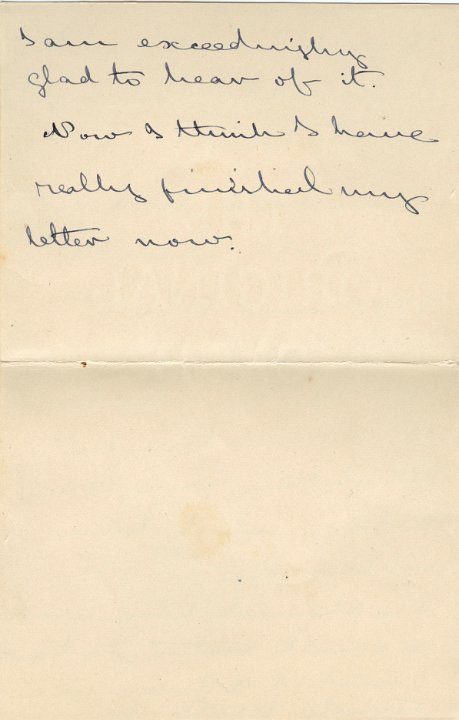 I am exceedingly
glad to hear of it.
Now I think I have
really finished my
letter now.